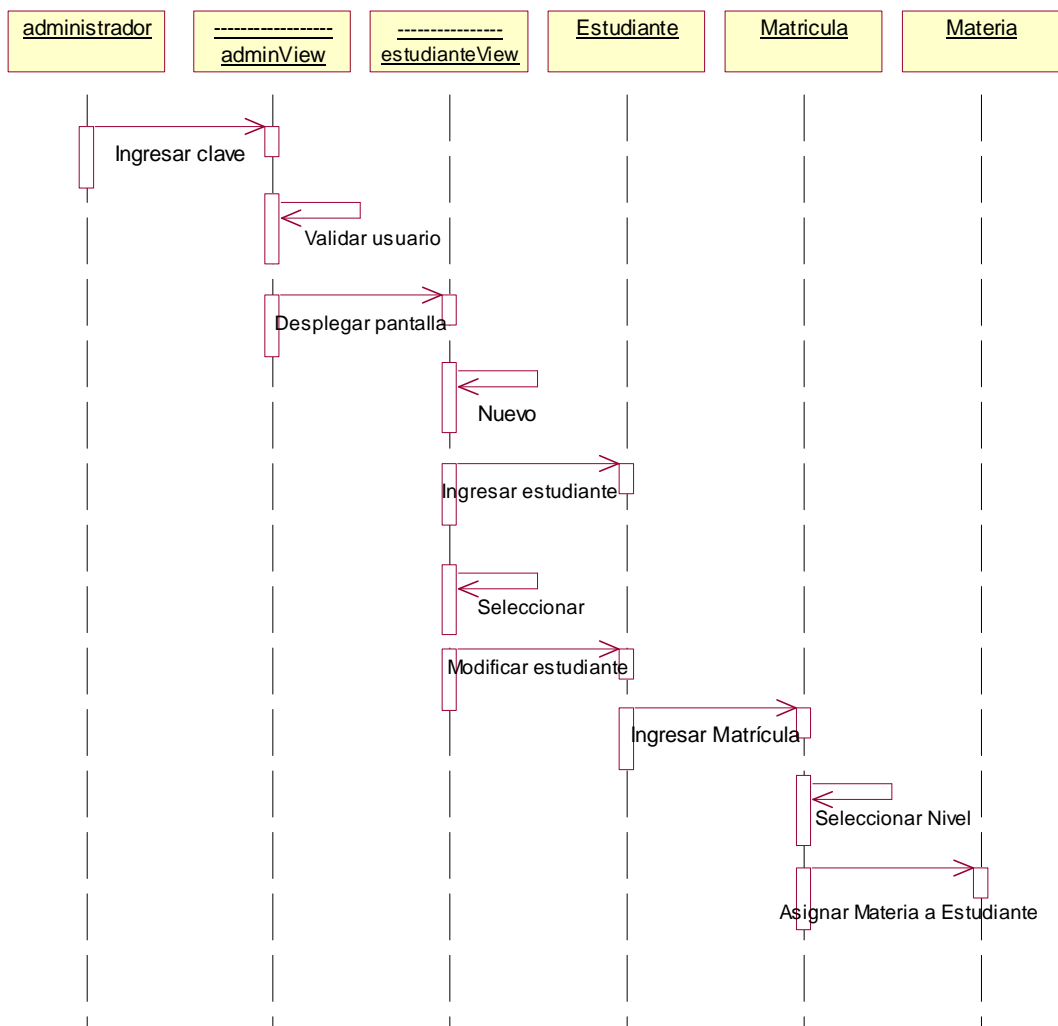 administrador
------------------
adminView
----------------
estudianteView
Estudiante
Matricula
Materia
Ingresar clave
Validar usuario
Desplegar pantalla
Nuevo
Ingresar estudiante
Seleccionar
Modificar estudiante
Ingresar Matrícula
Seleccionar Nivel
Asignar Materia a Estudiante